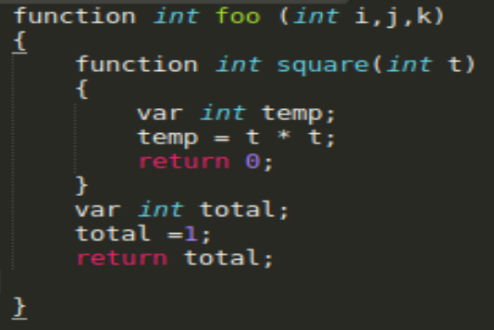 function int foo (int i,j,k)
{
function int square(int t)
{
var int temp;
temp = t * t;
return 0;
}
var int total;
total =1;
return total;
}